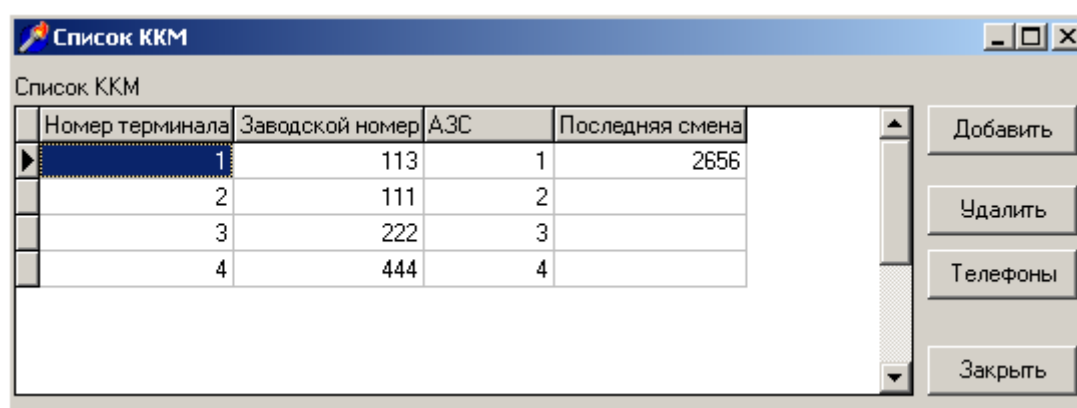 Список ККМ
Список ККМ
Номер терминала Заводской номер АЗС Последняя смена
1 113 1 2656
2 111 2
3 222 3
4 444 4
Добавить
Удалить
Телефоны
Закрыть